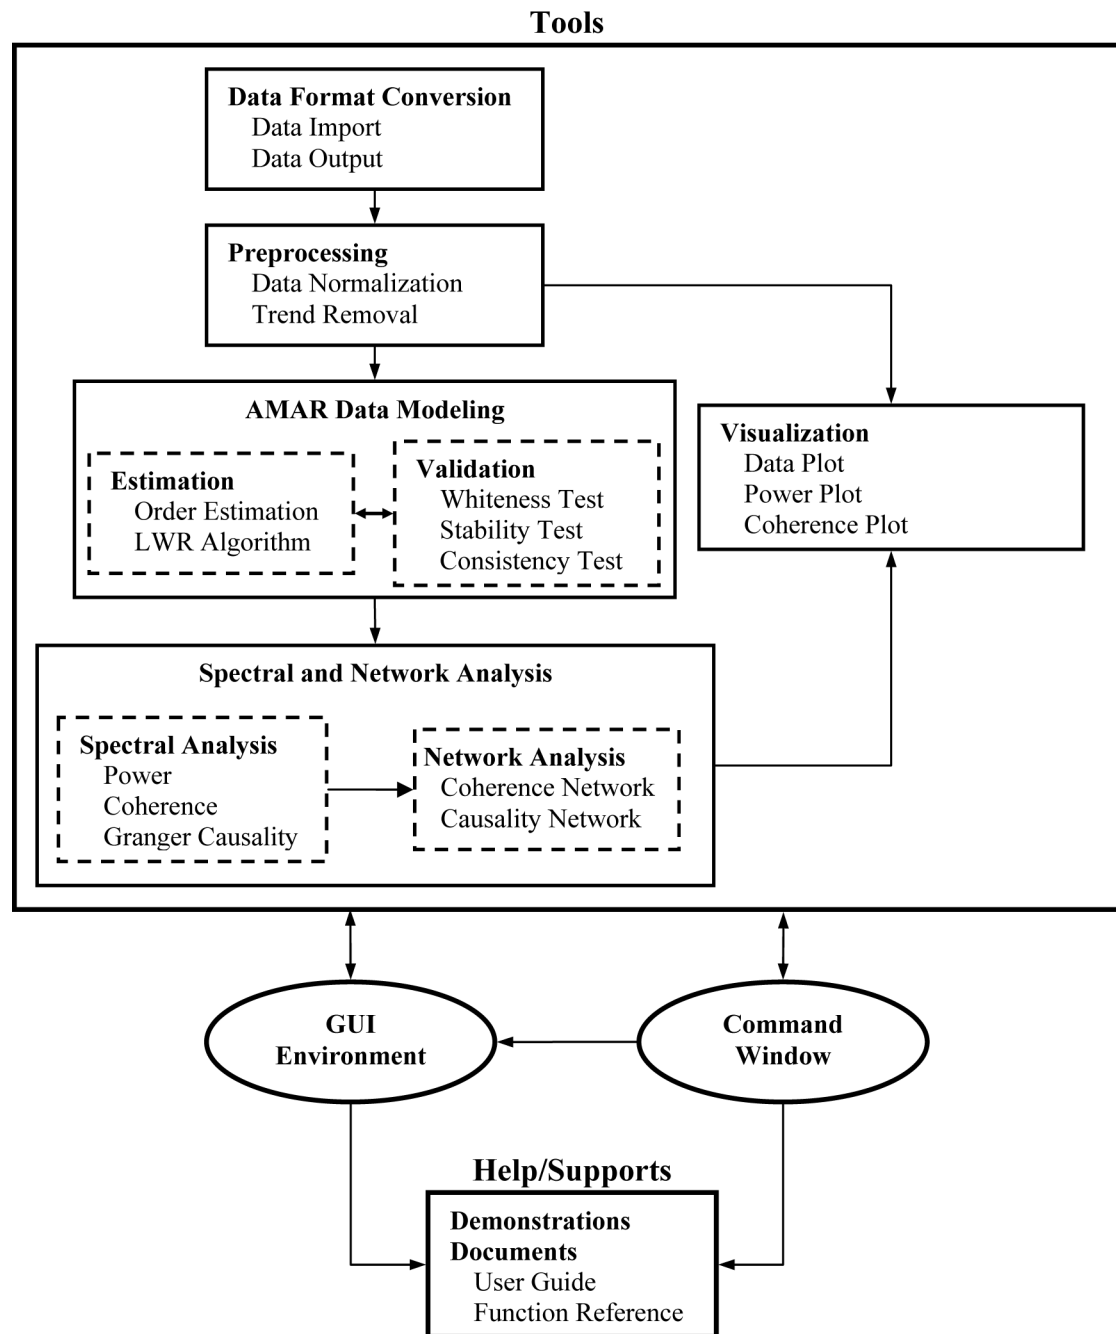 Tools
Data Format Conversion
Data Import
Data Output
Preprocessing
Data Normalization
Trend Removal
AMAR Data Modeling
Estimation
Order Estimation
LWR Algorithm
Validation
Whiteness Test
Stability Test
Consistency Test
Visualization
Data Plot
Power Plot
Coherence Plot
Spectral and Network Analysis
Spectral Analysis
Power
Coherence
Granger Causality
Network Analysis
Coherence Network
Causality Network
GUI
Environment
Command
Window
Help/Supports
Demonstrations
Documents
User Guide
Function Reference